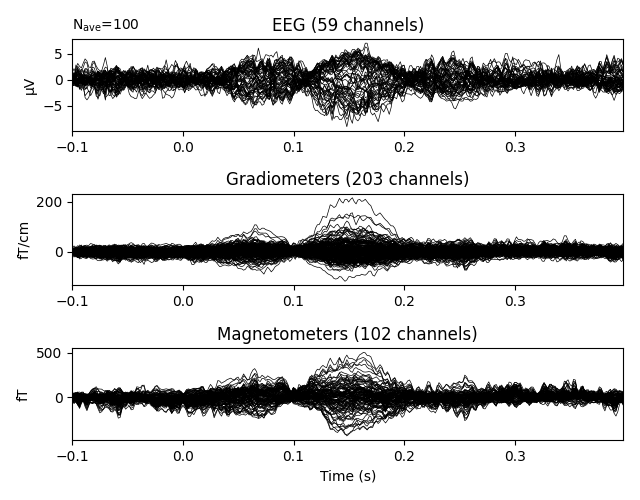 N_ave=100
EEG (59 channels)
5
0
−5
µV
−0.1 0.0 0.1 0.2 0.3
Gradiometers (203 channels)
200
0
fT/cm
−0.1 0.0 0.1 0.2 0.3
Magnetometers (102 channels)
500
0
fT
−0.1 0.0 0.1 0.2 0.3
Time (s)